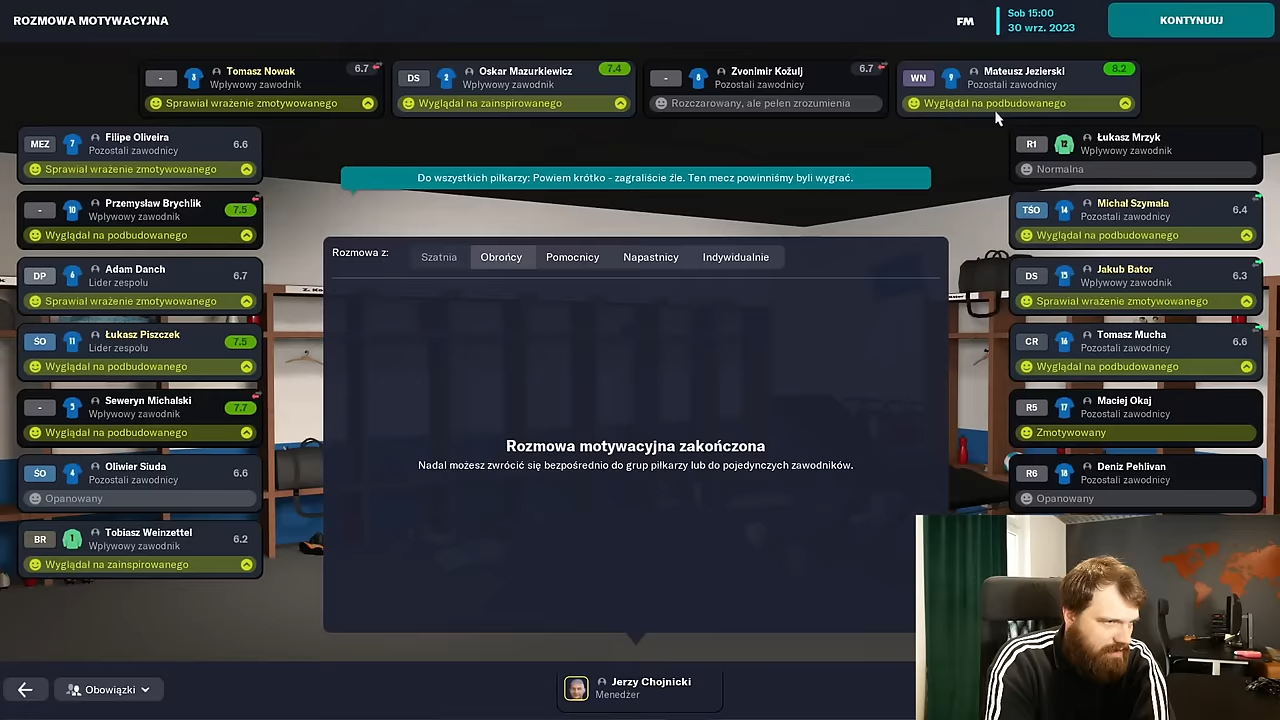 ROZMOWA MOTYWACYJNA
FM
Sob 15:00
30 wrz. 2023
KONTYNUUJ
-
3
Tomasz Nowak
Wpływowy zawodnik
6.7
Sprawiał wrażenie zmotywowanego
DS
2
Oskar Mazurkiewicz
Wpływowy zawodnik
7.4
Wyglądał na zainspirowanego
-
8
Zvonimir Kožulj
Pozostali zawodnicy
6.7
Rozczarowany, ale pełen zrozumienia
WN
9
Mateusz Jezierski
Pozostali zawodnicy
8.2
Wyglądał na podbudowanego
MEZ
7
Filipe Oliveira
Pozostali zawodnicy
6.6
Sprawiał wrażenie zmotywowanego
-
10
Przemysław Brychlik
Wpływowy zawodnik
7.5
Wyglądał na podbudowanego
DP
6
Adam Danch
Lider zespołu
6.7
Sprawiał wrażenie zmotywowanego
ŚO
11
Łukasz Piszczek
Lider zespołu
7.5
Wyglądał na podbudowanego
-
5
Seweryn Michalski
Wpływowy zawodnik
7.7
Wyglądał na podbudowanego
ŚO
4
Oliwier Siuda
Pozostali zawodnicy
6.6
Opanowany
BR
1
Tobiasz Weinzettel
Wpływowy zawodnik
6.2
Wyglądał na zainspirowanego
Do wszystkich piłkarzy: Powiem krótko - zagraliście źle. Ten mecz powinniśmy byli wygrać.
Rozmowa z:
Szatnia
Obrońcy
Pomocnicy
Napastnicy
Indywidualnie
Rozmowa motywacyjna zakończona
Nadal możesz zwrócić się bezpośrednio do grup piłkarzy lub do pojedynczych zawodników.
R1
12
Łukasz Mrzyk
Wpływowy zawodnik
Normalna
TŚO
14
Michał Szymała
Pozostali zawodnicy
6.4
Wyglądał na podbudowanego
DS
13
Jakub Bator
Wpływowy zawodnik
6.3
Sprawiał wrażenie zmotywowanego
CR
16
Tomasz Mucha
Pozostali zawodnicy
6.6
Wyglądał na podbudowanego
R5
17
Maciej Okaj
Pozostali zawodnicy
Zmotywowany
R6
18
Deniz Pehlivan
Pozostali zawodnicy
Opanowany
Obowiązki
Jerzy Chojnicki
Menedżer